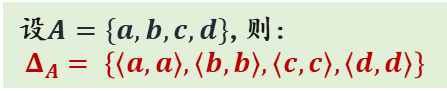 设A = {a, b, c, d}, 则:
Δ_A = {⟨a, a⟩, ⟨b, b⟩, ⟨c, c⟩, ⟨d, d⟩}